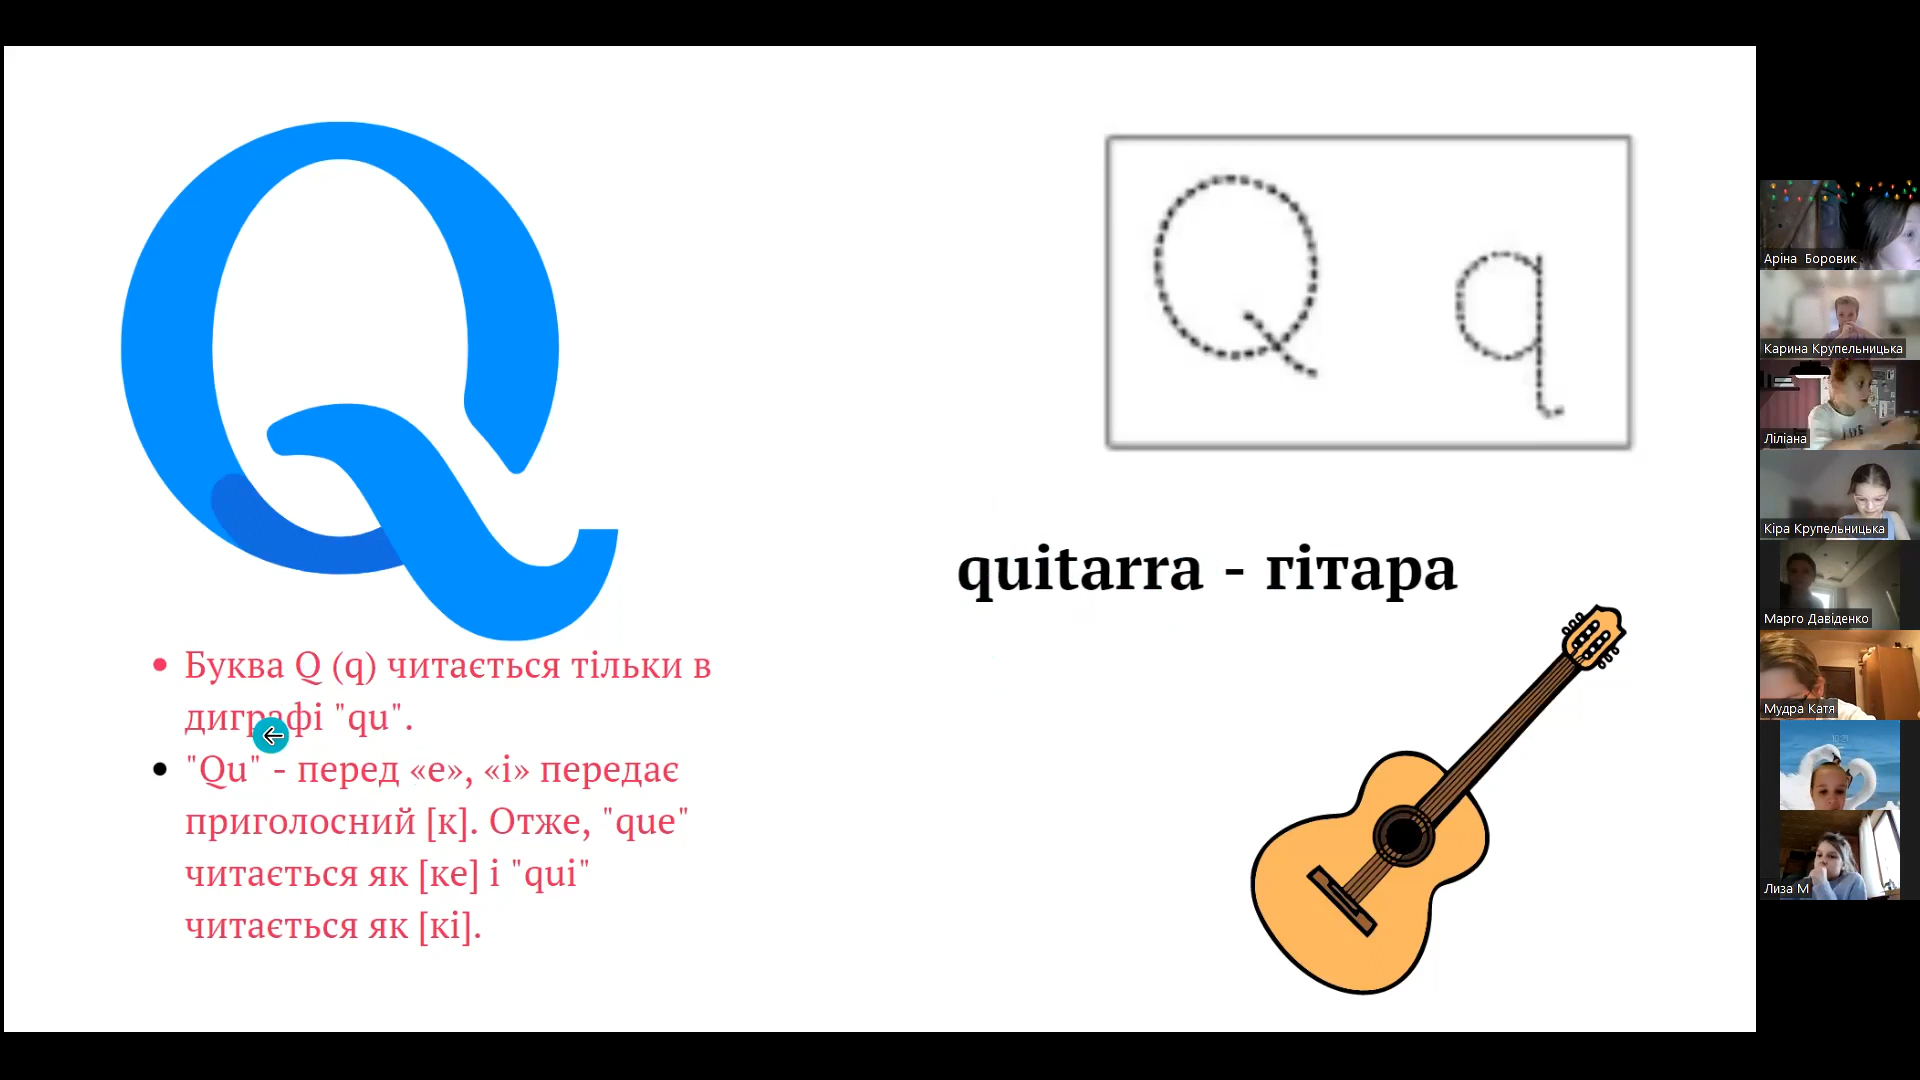 Q q
quitarra - гітара
Буква Q (q) читається тільки в
диграфі "qu".
"Qu" - перед «е», «і» передає
приголосний [к]. Отже, "que"
читається як [ке] і "qui"
читається як [кі].
Аріна Боровик
Карина Крупельницька
Ліліана
Кіра Крупельницька
Марго Давіденко
Мудра Катя
Лиза М